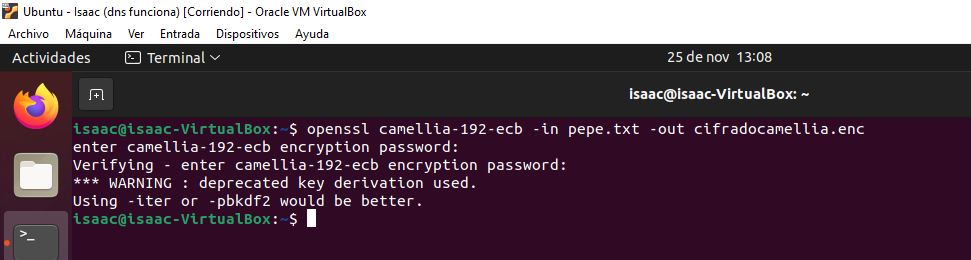 Ubuntu - Isaac (dns funciona) [Corriendo] - Oracle VM VirtualBox
Archivo Máquina Ver Entrada Dispositivos Ayuda
Actividades Terminal 25 de nov 13:08
isaac@isaac-VirtualBox: ~
isaac@isaac-VirtualBox:~$ openssl camellia-192-ecb -in pepe.txt -out cifradocamellia.enc
enter camellia-192-ecb encryption password:
Verifying - enter camellia-192-ecb encryption password:
*** WARNING : deprecated key derivation used.
Using -iter or -pbkdf2 would be better.
isaac@isaac-VirtualBox:~$